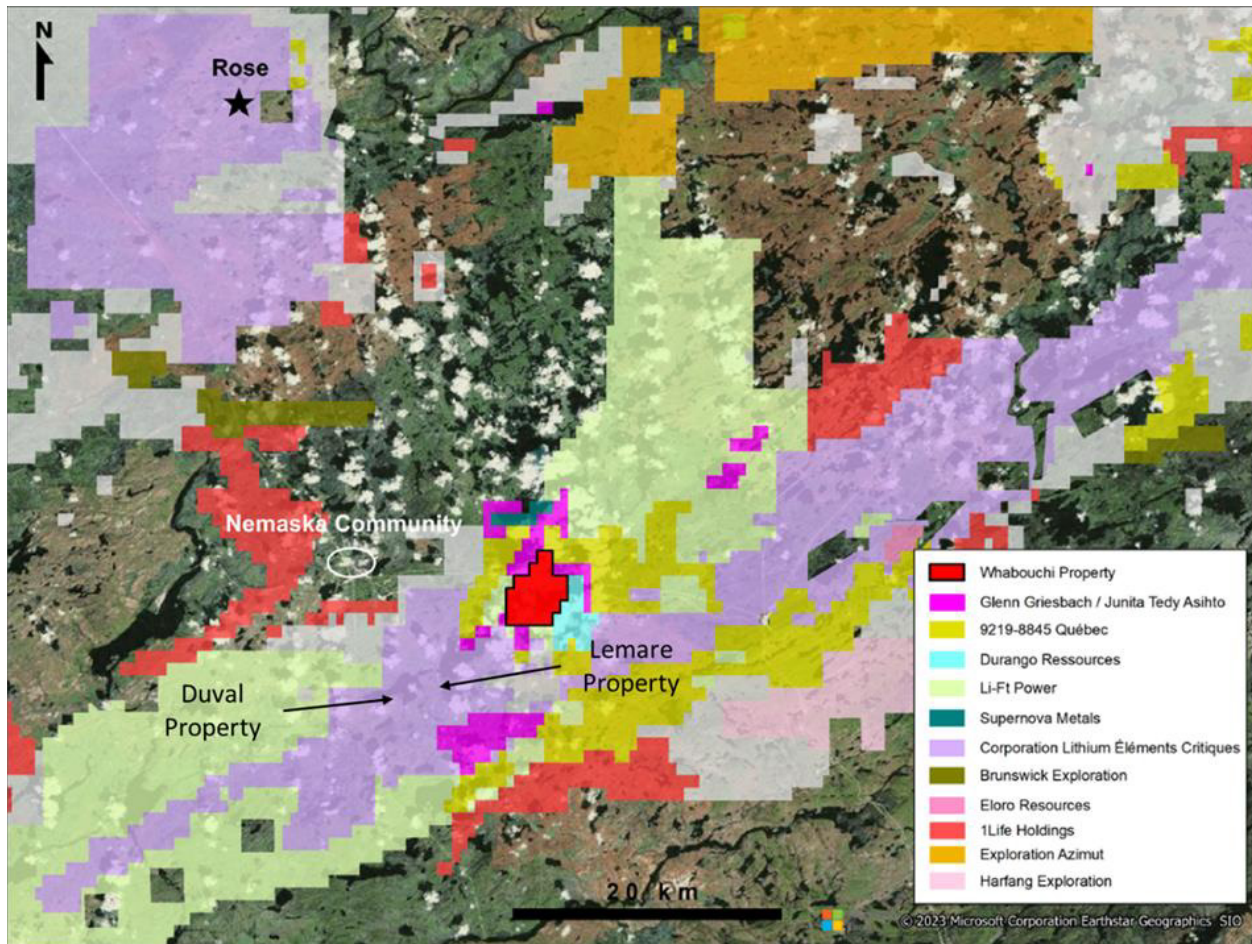 N
Rose
Nemaska Community
Lemare
Property
Duval
Property
Whabouchi Property
Glenn Griesbach / Junita Tedy Asihto
9219-8845 Québec
Durango Ressources
Li-Ft Power
Supernova Metals
Corporation Lithium Éléments Critiques
Brunswick Exploration
Eloro Resources
1Life Holdings
Exploration Azimut
Harfang Exploration
20 km
© 2023 Microsoft Corporation Earthstar Geographics SIO